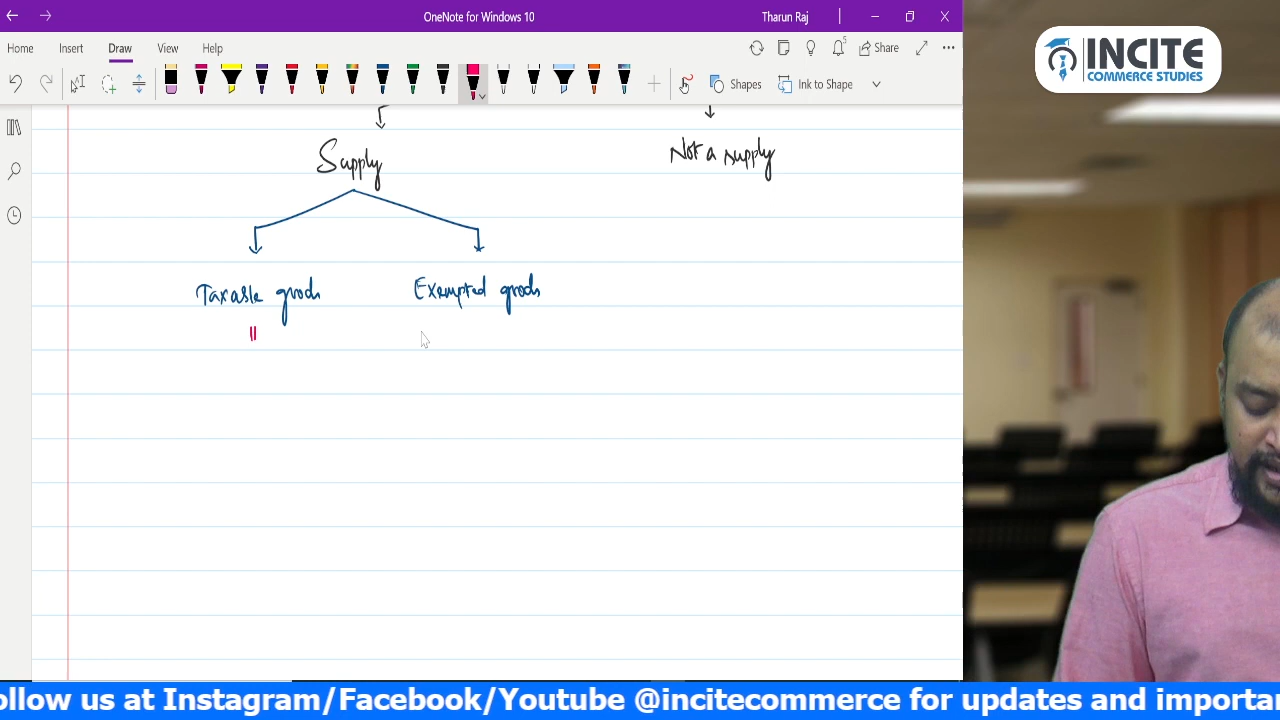 OneNote for Windows 10
Tharun Raj
Home Insert Draw View Help
5
Share
Shapes
Ink to Shape
INCITE
COMMERCE STUDIES
Supply
Not a supply
Taxable goods
Exempted goods
ollow us at Instagram/Facebook/Youtube @incitecommerce for updates and importa